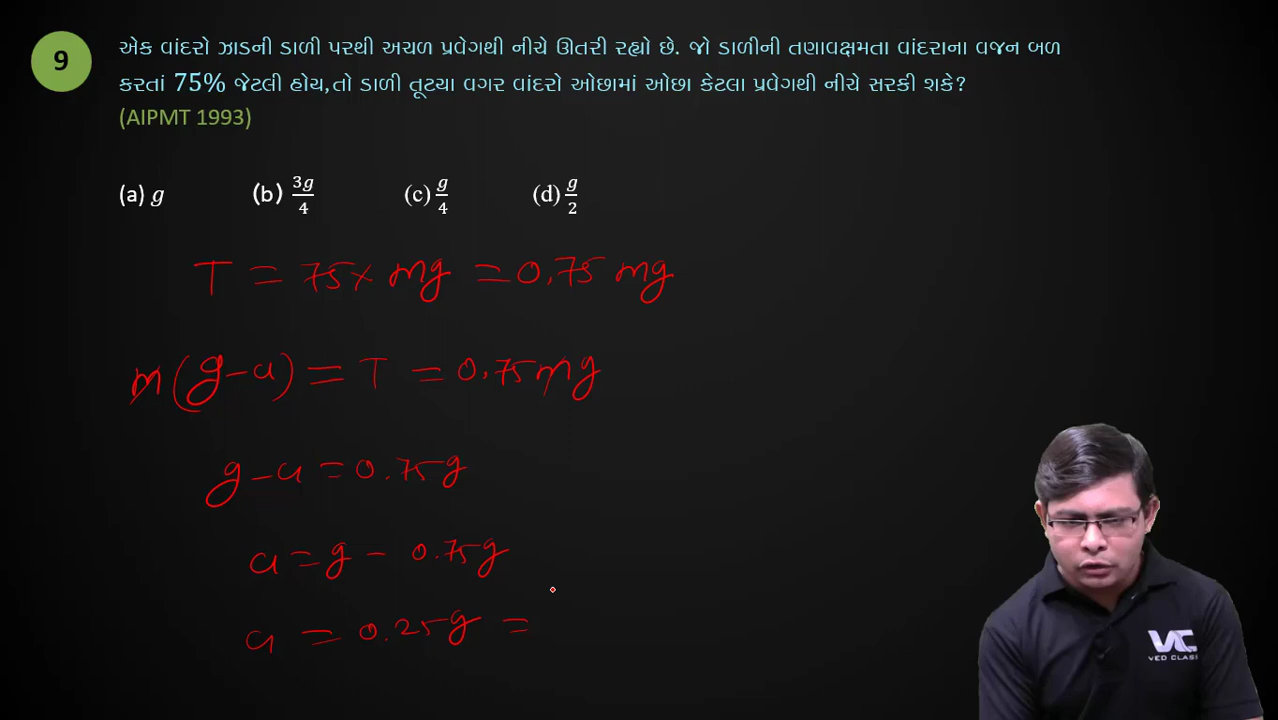 9
એક વાંદરો ઝાડની ડાળી પરથી અચળ પ્રવેગથી નીચે ઊતરી રહ્યો છે. જો ડાળીની તણાવક્ષમતા વાંદરાના વજન બળ
કરતાં 75% જેટલી હોય,તો ડાળી તૂટયા વગર વાંદરો ઓછામાં ઓછા કેટલા પ્રવેગથી નીચે સરકી શકે?
(AIPMT 1993)
(a) g (b) 3g/4 (c) g/4 (d) g/2
T = 75% mg = 0.75 mg
m(g-a) = T = 0.75mg
g-a = 0.75g
a = g - 0.75g
a = 0.25g =
VC
VED CLASS